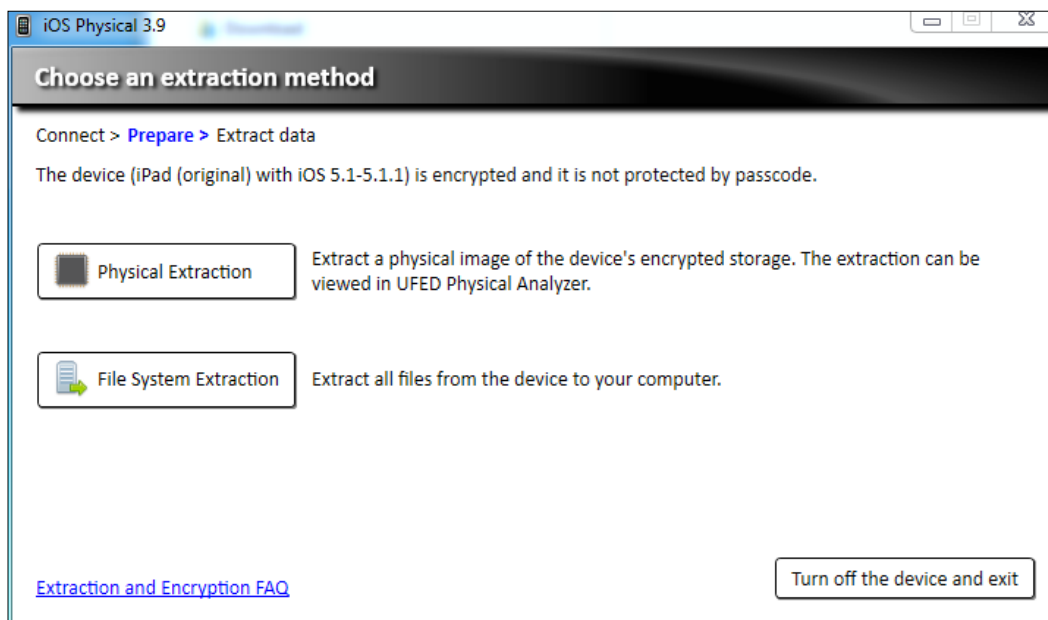 iOS Physical 3.9
Choose an extraction method
Connect > Prepare > Extract data
The device (iPad (original) with iOS 5.1-5.1.1) is encrypted and it is not protected by passcode.
Physical Extraction
Extract a physical image of the device's encrypted storage. The extraction can be
viewed in UFED Physical Analyzer.
File System Extraction
Extract all files from the device to your computer.
Extraction and Encryption FAQ
Turn off the device and exit